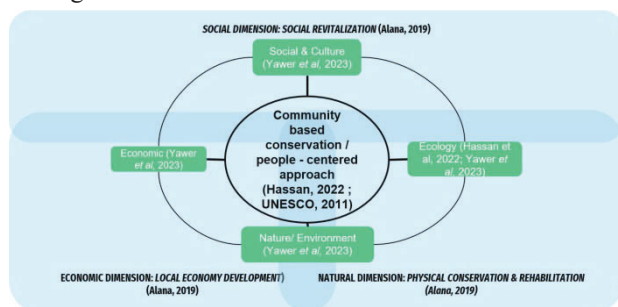 SOCIAL DIMENSION: SOCIAL REVITALIZATION (Alana, 2019)
Social & Culture
(Yawer et al, 2023)
Community
based
conservation /
people - centered
approach
(Hassan, 2022 ;
UNESCO, 2011)
Economic (Yawer
et al, 2023)
Ecology (Hassan et
al, 2022; Yawer et
al, 2023)
Nature/ Environment
(Yawer et al, 2023)
ECONOMIC DIMENSION: LOCAL ECONOMY DEVELOPMENT)
(Alana, 2019)
NATURAL DIMENSION: PHYSICAL CONSERVATION & REHABILITATION
(Alana, 2019)